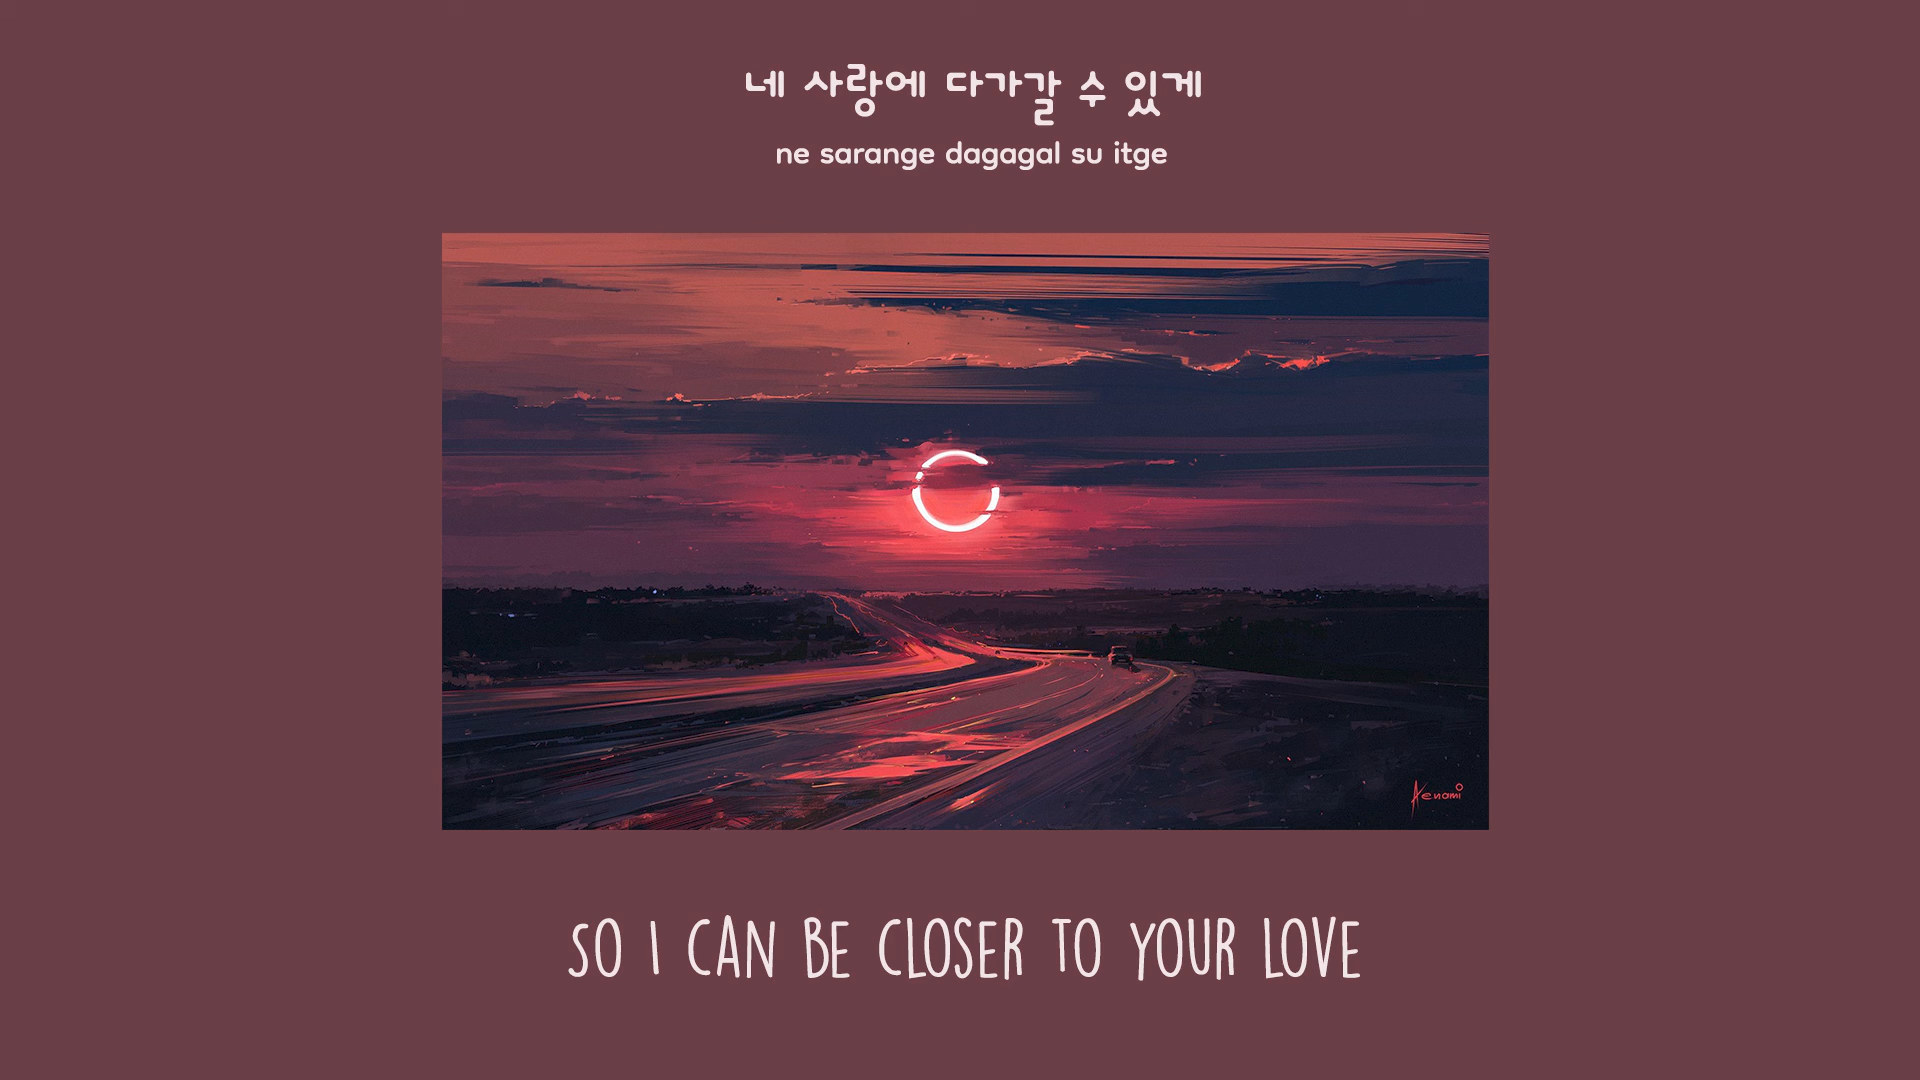 네 사랑에 다가갈 수 있게
ne sarange dagagal su itge
Aenami
SO I CAN BE CLOSER TO YOUR LOVE